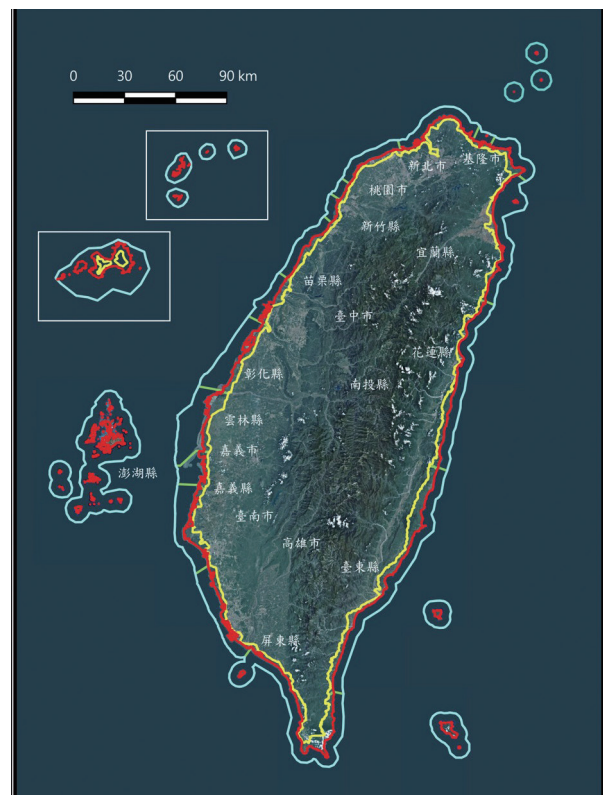 0 30 60 90 km
基隆市
新北市
桃園市
新竹縣
宜蘭縣
苗栗縣
臺中市
花蓮縣
彰化縣
南投縣
雲林縣
嘉義市
澎湖縣
嘉義縣
臺南市
高雄市
臺東縣
屏東縣